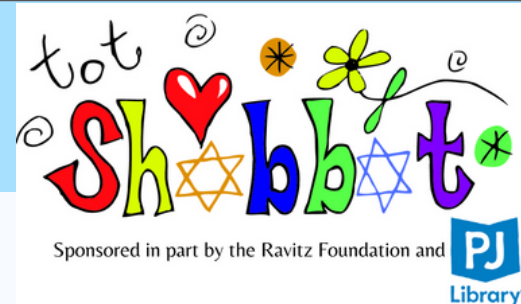 tot
Shabbat
Sponsored in part by the Ravitz Foundation and
PJ
Library